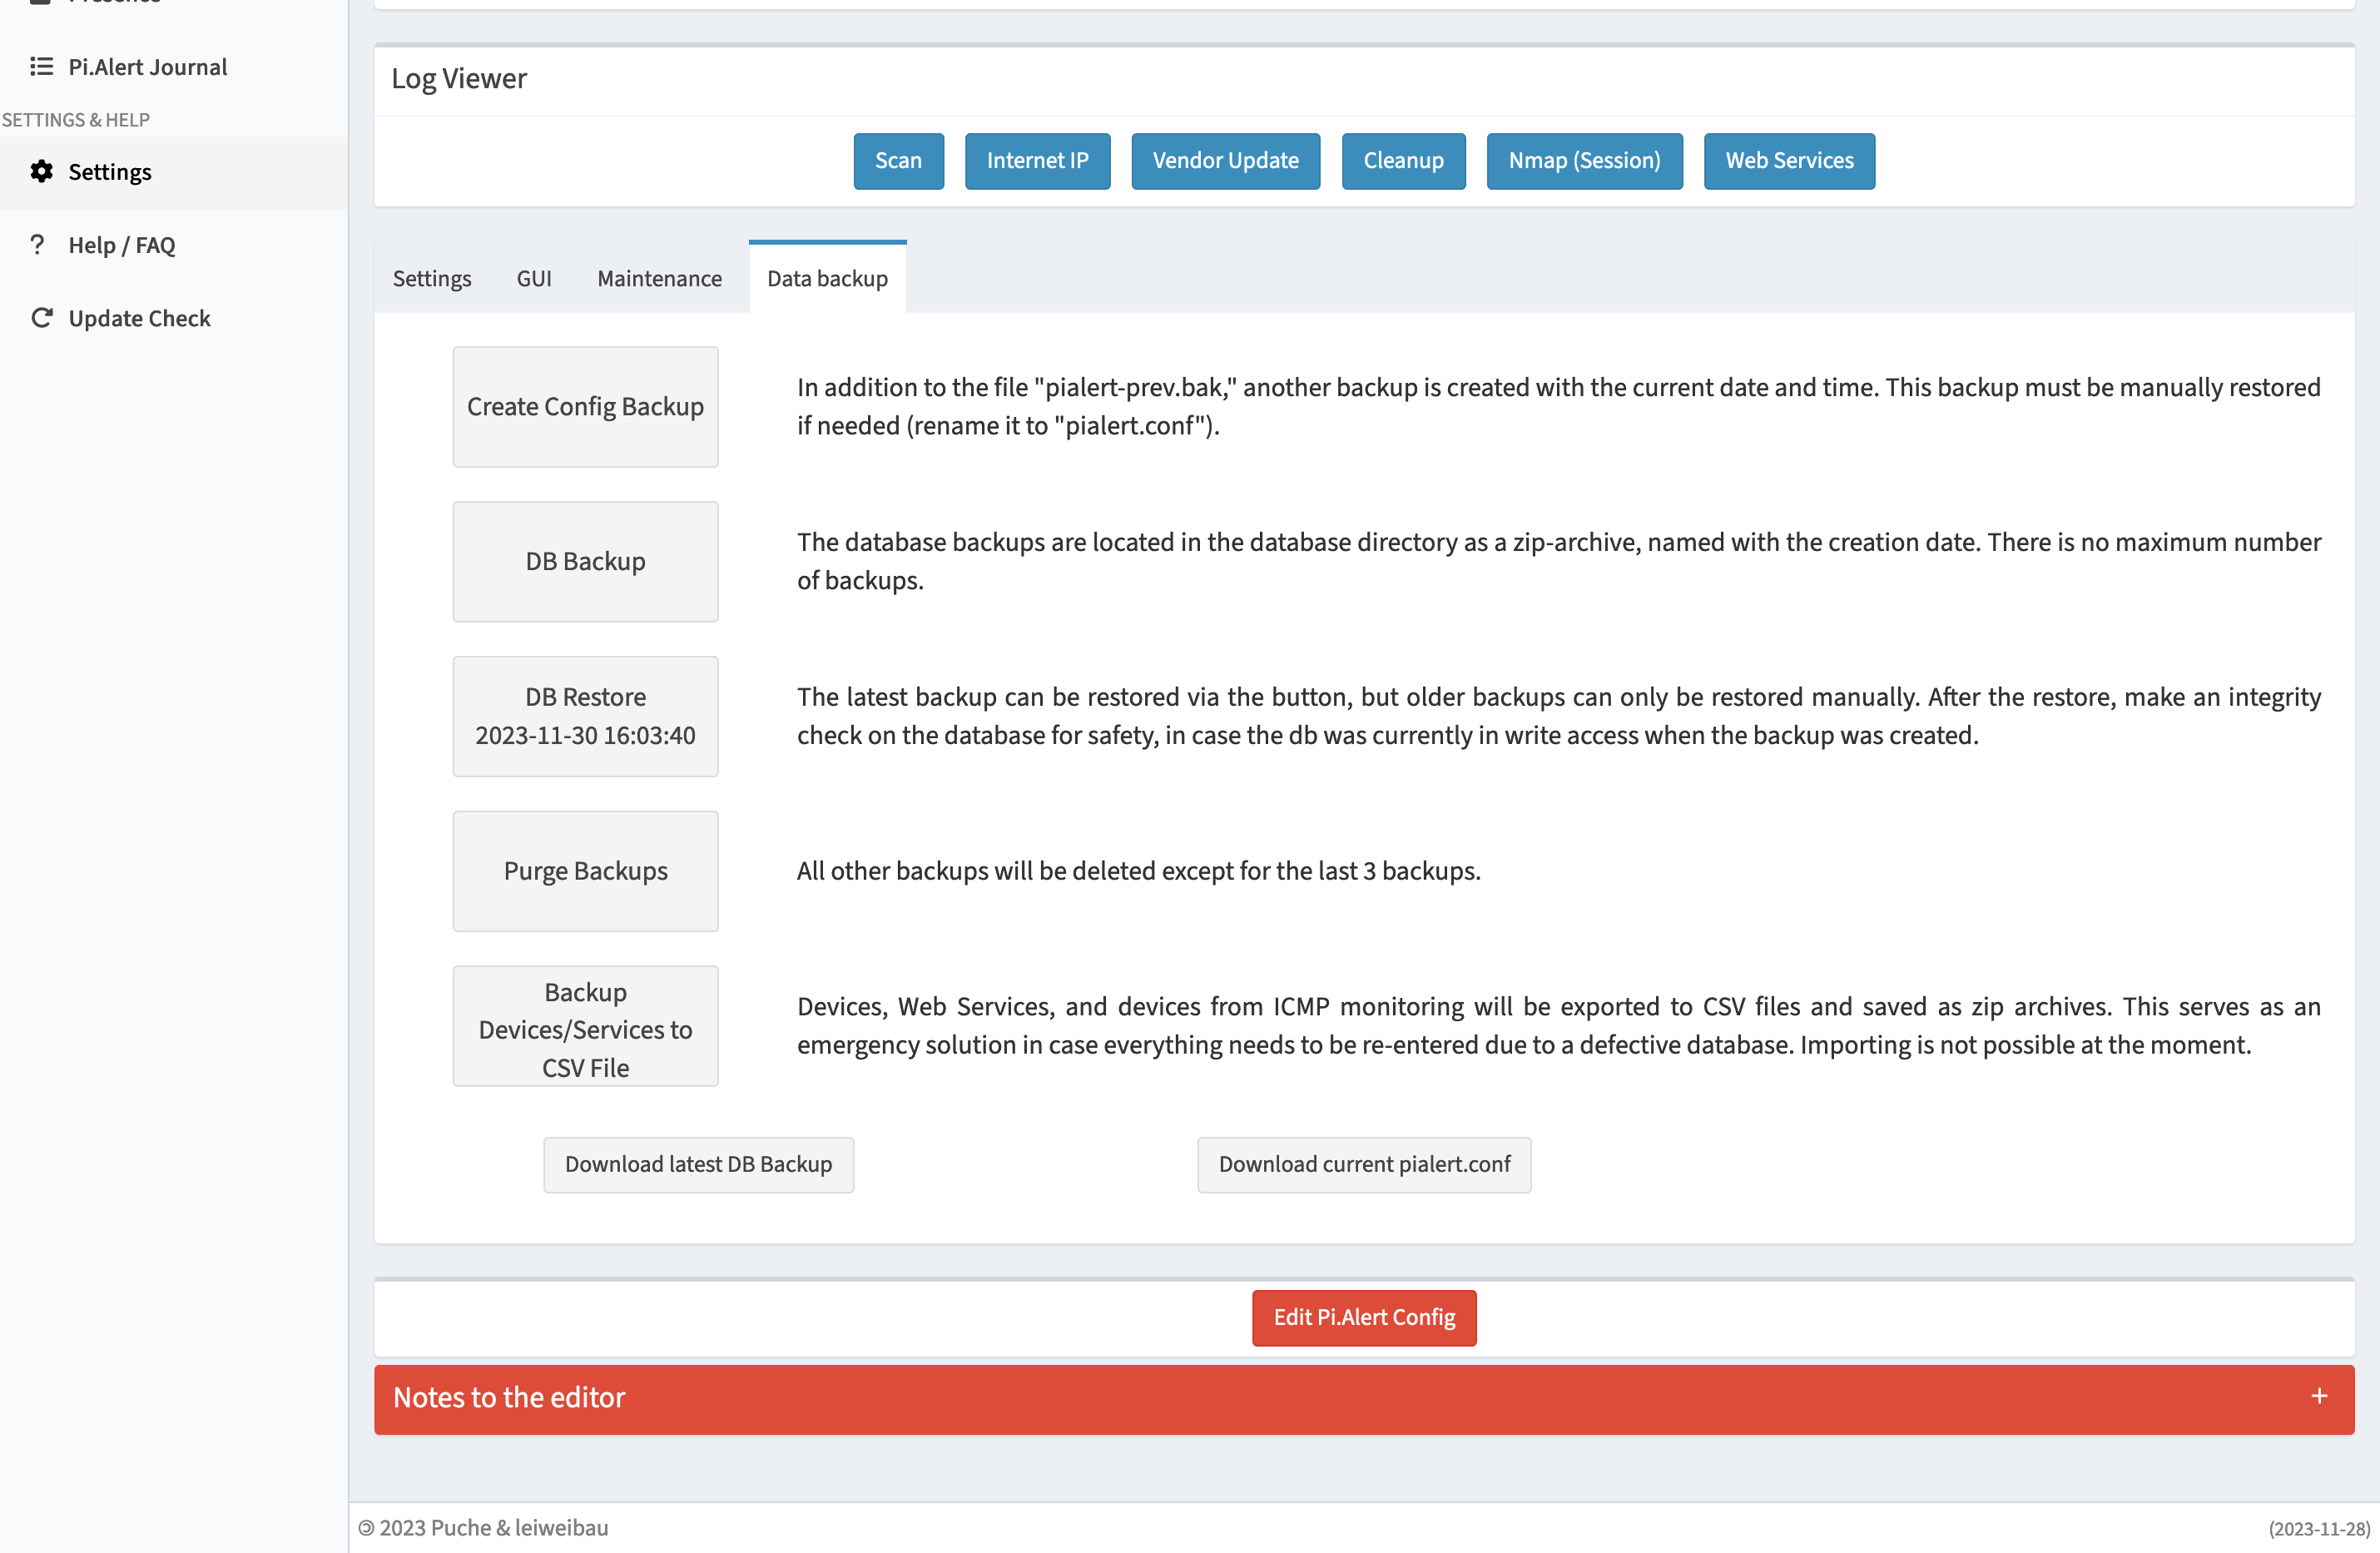 Presence
Pi.Alert Journal
SETTINGS & HELP
Settings
Help / FAQ
Update Check
Log Viewer
Scan
Internet IP
Vendor Update
Cleanup
Nmap (Session)
Web Services
Settings
GUI
Maintenance
Data backup
Create Config Backup
In addition to the file "pialert-prev.bak," another backup is created with the current date and time. This backup must be manually restored
if needed (rename it to "pialert.conf").
DB Backup
The database backups are located in the database directory as a zip-archive, named with the creation date. There is no maximum number
of backups.
DB Restore
2023-11-30 16:03:40
The latest backup can be restored via the button, but older backups can only be restored manually. After the restore, make an integrity
check on the database for safety, in case the db was currently in write access when the backup was created.
Purge Backups
All other backups will be deleted except for the last 3 backups.
Backup
Devices/Services to
CSV File
Devices, Web Services, and devices from ICMP monitoring will be exported to CSV files and saved as zip archives. This serves as an
emergency solution in case everything needs to be re-entered due to a defective database. Importing is not possible at the moment.
Download latest DB Backup
Download current pialert.conf
Edit Pi.Alert Config
Notes to the editor
+
🄯 2023 Puche & leiweibau
(2023-11-28)